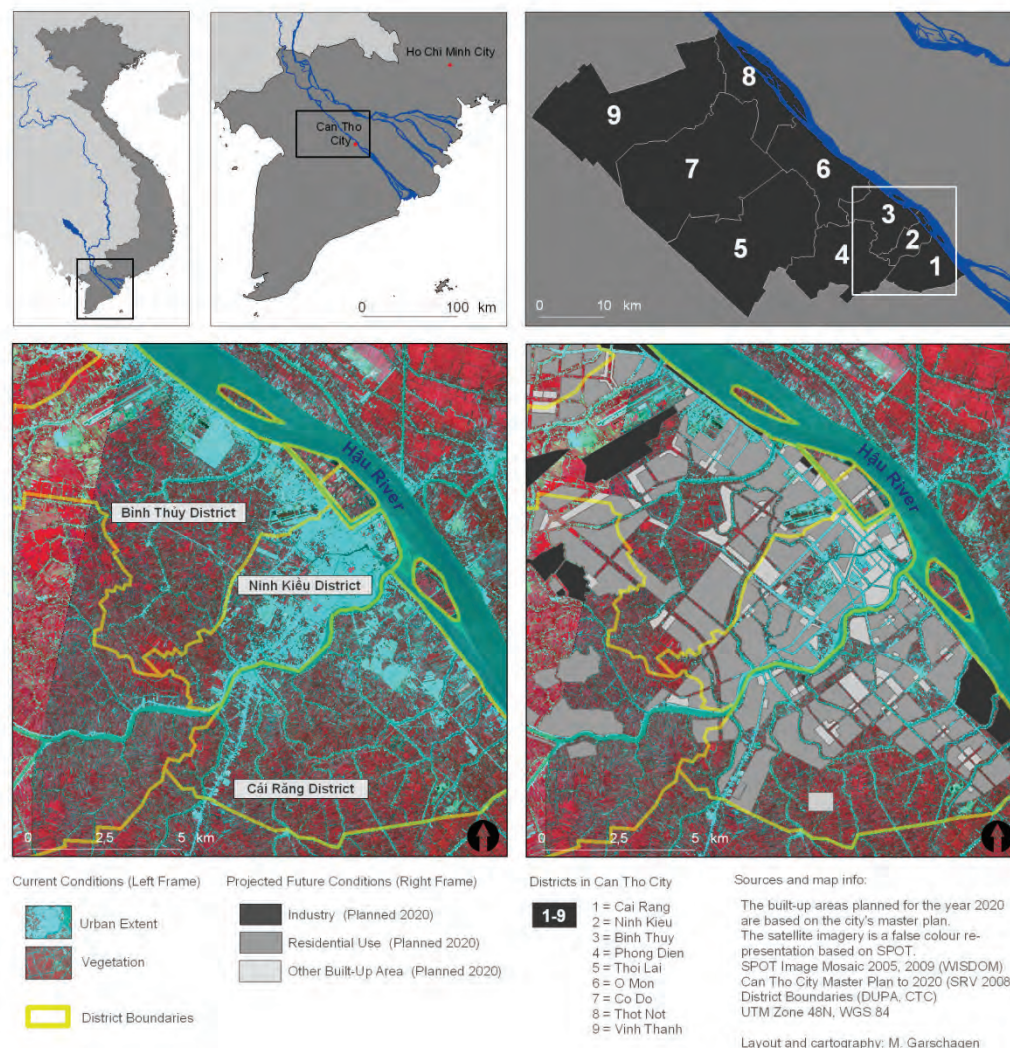 Ho Chi Minh City
Can Tho
City
0 100 km
9
8
7
6
5
4
3
2
1
0 10 km
Hậu River
Bình Thủy District
Ninh Kiều District
Cái Răng District
0 2,5 5 km
Hậu River
0 2,5 5 km
Current Conditions (Left Frame)
Urban Extent
Vegetation
District Boundaries
Projected Future Conditions (Right Frame)
Industry (Planned 2020)
Residential Use (Planned 2020)
Other Built-Up Area (Planned 2020)
Districts in Can Tho City
1-9
1 = Cai Rang
2 = Ninh Kieu
3 = Binh Thuy
4 = Phong Dien
5 = Thoi Lai
6 = O Mon
7 = Co Do
8 = Thot Not
9 = Vinh Thanh
Sources and map info:
The built-up areas planned for the year 2020
are based on the city's master plan.
The satellite imagery is a false colour re-
presentation based on SPOT.
SPOT Image Mosaic 2005, 2009 (WISDOM)
Can Tho City Master Plan to 2020 (SRV 2008
District Boundaries (DUPA, CTC)
UTM Zone 48N, WGS 84
Layout and cartography: M. Garschagen